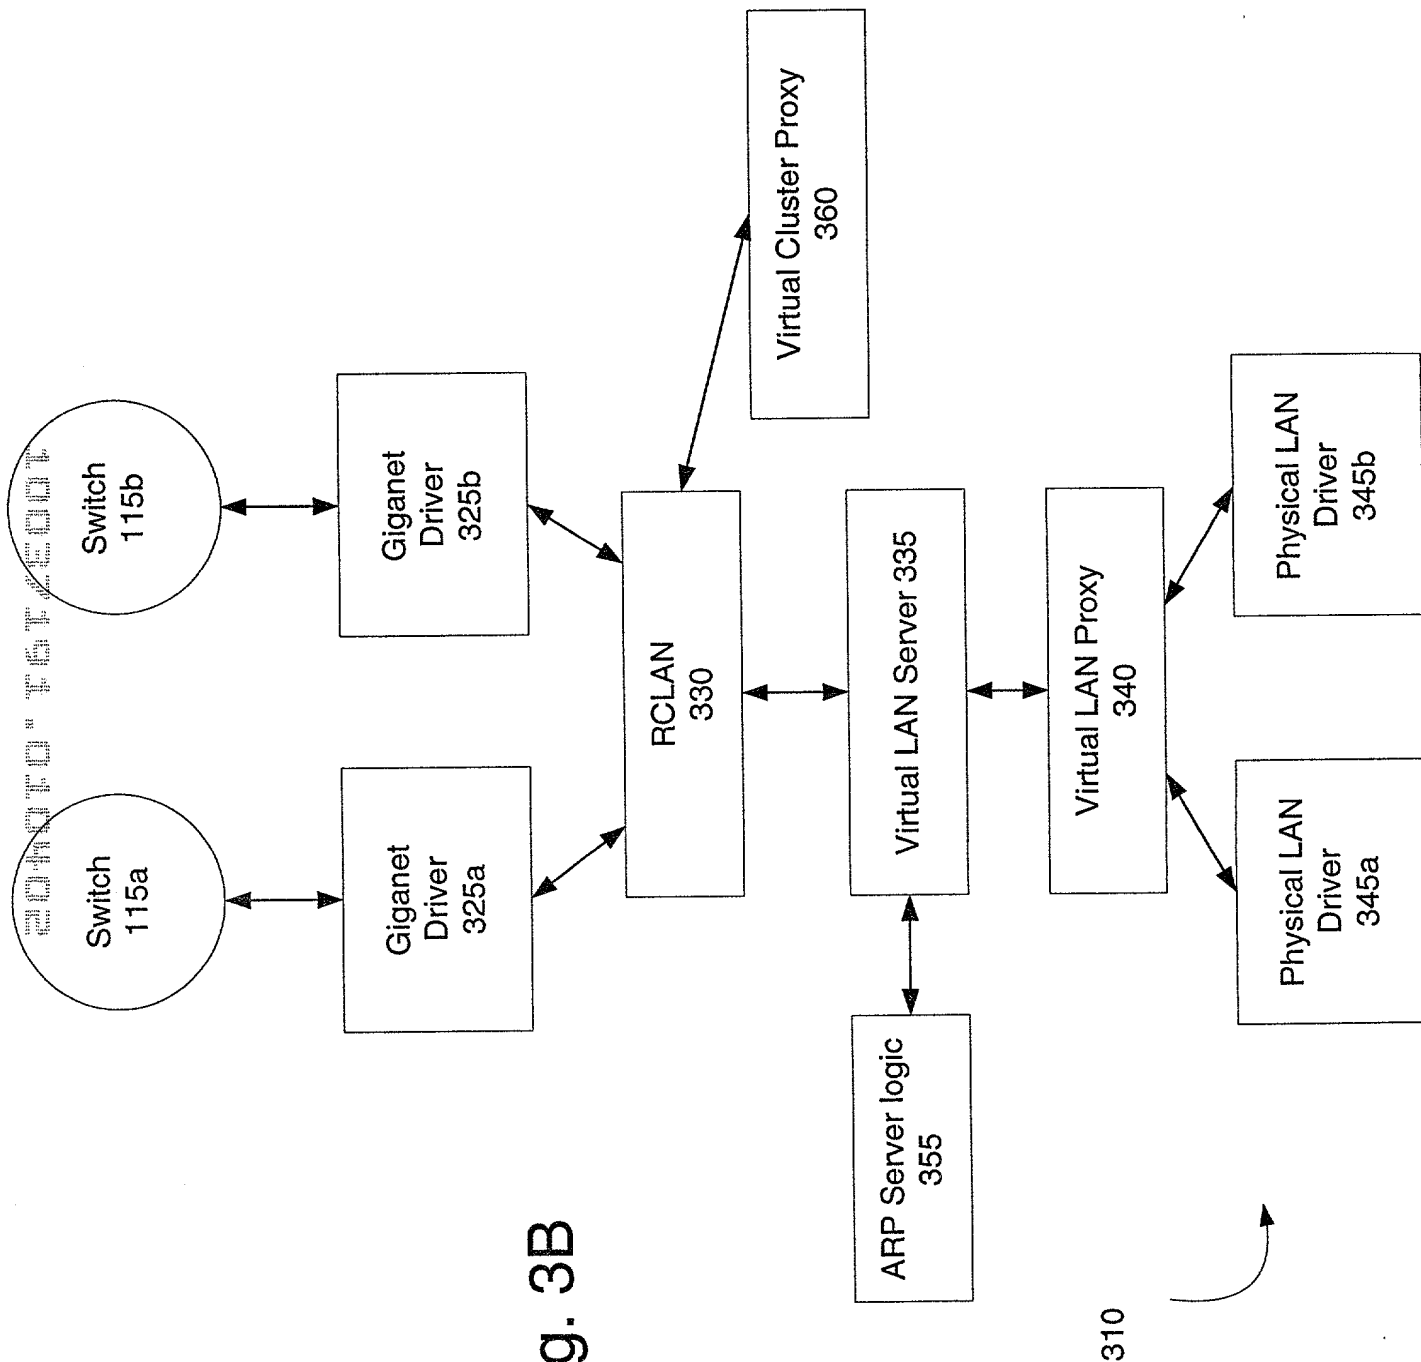 Switch
115a
Switch
115b
Giganet
Driver
325a
Giganet
Driver
325b
RCLAN
330
Virtual Cluster Proxy
360
ARP Server logic
355
Virtual LAN Server 335
Virtual LAN Proxy
340
Physical LAN
Driver
345a
Physical LAN
Driver
345b
310
g. 3B